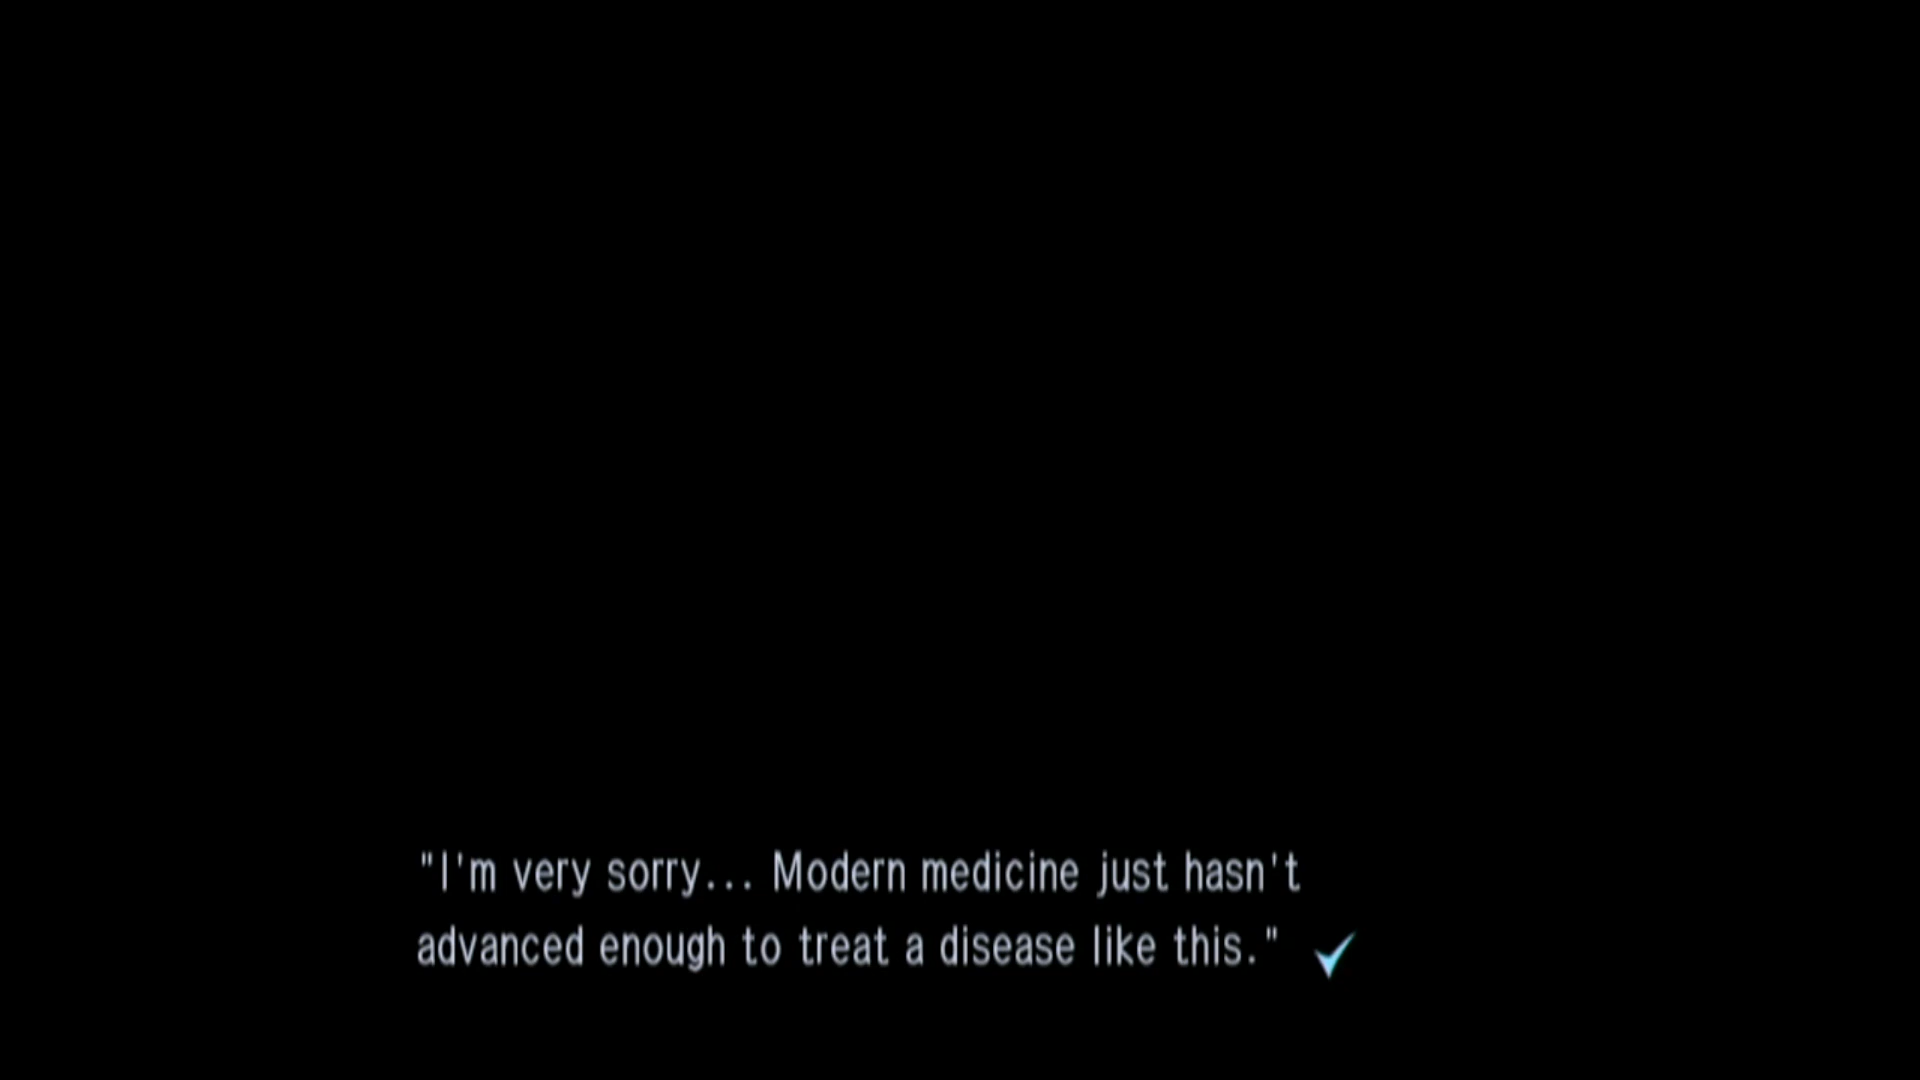 "I'm very sorry... Modern medicine just hasn't
advanced enough to treat a disease like this."